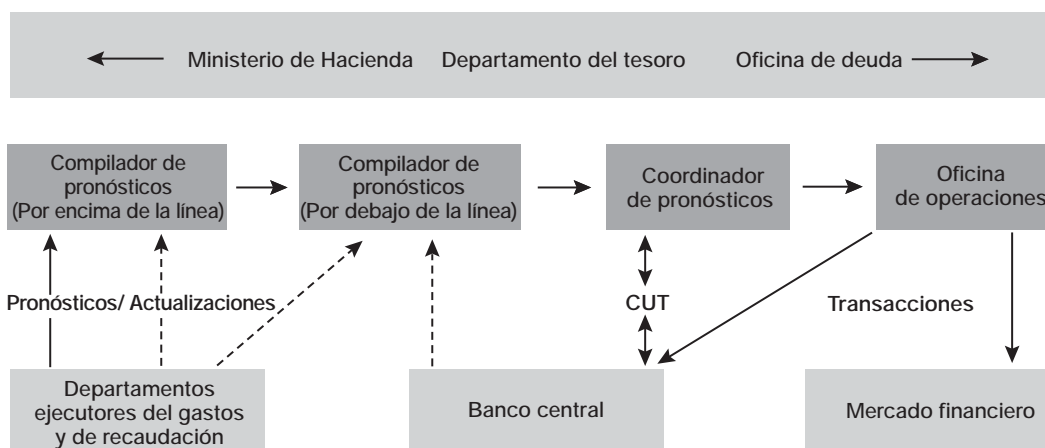 Ministerio de Hacienda Departamento del tesoro Oficina de deuda
Compilador de
pronósticos
(Por encima de la línea)
Compilador de
pronósticos
(Por debajo de la línea)
Coordinador
de pronósticos
Oficina
de operaciones
Pronósticos/ Actualizaciones
CUT
Transacciones
Departamentos
ejecutores del gastos
y de recaudación
Banco central
Mercado financiero